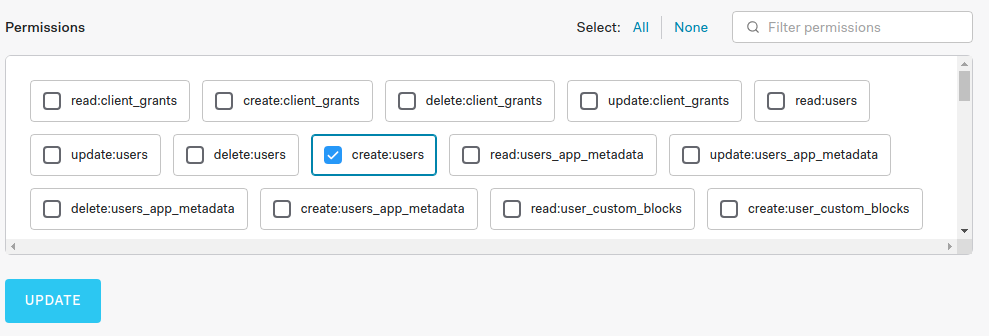 Permissions Select: All None Filter permissions
read:client_grants create:client_grants delete:client_grants update:client_grants read:users
update:users delete:users create:users read:users_app_metadata update:users_app_metadata
delete:users_app_metadata create:users_app_metadata read:user_custom_blocks create:user_custom_blocks
UPDATE